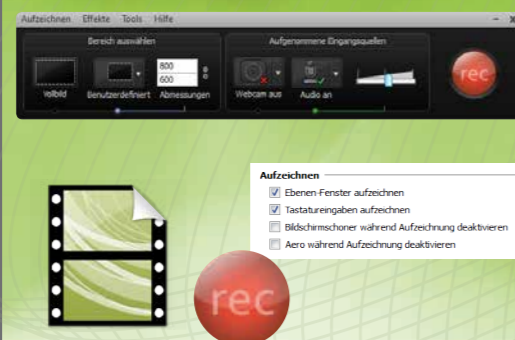 Aufzeichnen Effekte Tools Hilfe
Bereich auswählen
Aufgenommene Eingangsquellen
800
600
Vollbild Benutzerdefiniert Abmessungen
Webcam aus Audio an
rec
Aufzeichnen
Ebenen-Fenster aufzeichnen
Tastatureingaben aufzeichnen
Bildschirmschoner während Aufzeichnung deaktivieren
Aero während Aufzeichnung deaktivieren
rec